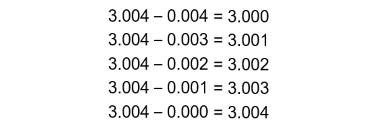 3.004 – 0.004 = 3.000
3.004 – 0.003 = 3.001
3.004 – 0.002 = 3.002
3.004 – 0.001 = 3.003
3.004 – 0.000 = 3.004